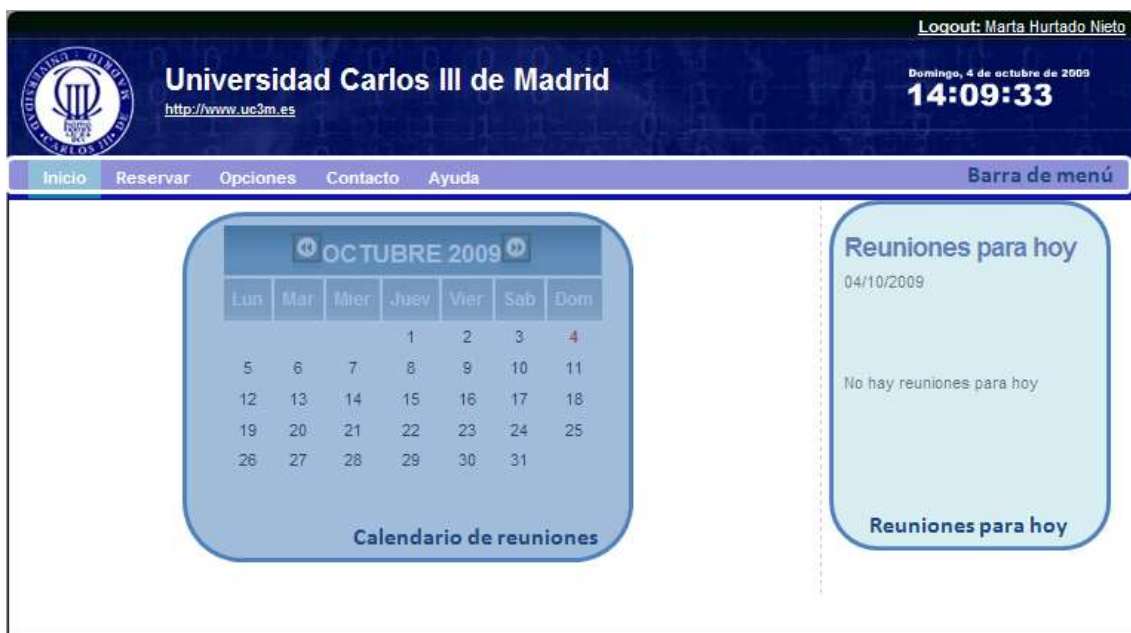 Logout: Marta Hurtado Nieto
Universidad Carlos III de Madrid
http://www.uc3m.es
Domingo, 4 de octubre de 2009
14:09:33
Inicio Reservar Opciones Contacto Ayuda Barra de menú
OCTUBRE 2009
Lun Mar Mier Juev Vier Sab Dom
1 2 3 4
5 6 7 8 9 10 11
12 13 14 15 16 17 18
19 20 21 22 23 24 25
26 27 28 29 30 31
Calendario de reuniones
Reuniones para hoy
04/10/2009
No hay reuniones para hoy
Reuniones para hoy